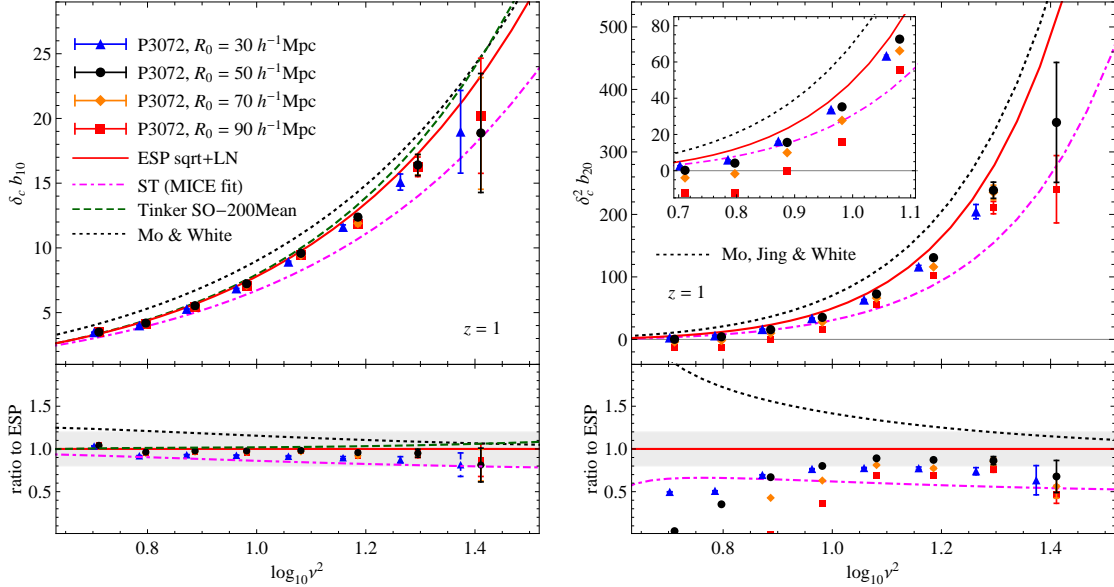 δc b10
25
20
15
10
5
P3072, R0 = 30 h−1Mpc
P3072, R0 = 50 h−1Mpc
P3072, R0 = 70 h−1Mpc
P3072, R0 = 90 h−1Mpc
ESP sqrt+LN
ST (MICE fit)
Tinker SO−200Mean
Mo & White
z = 1
ratio to ESP
1.5
1.0
0.5
0.8 1.0 1.2 1.4
log10ν2
δc2 b20
500
400
300
200
100
0
80
60
40
20
0
0.7 0.8 0.9 1.0 1.1
Mo, Jing & White
z = 1
ratio to ESP
1.5
1.0
0.5
0.8 1.0 1.2 1.4
log10ν2